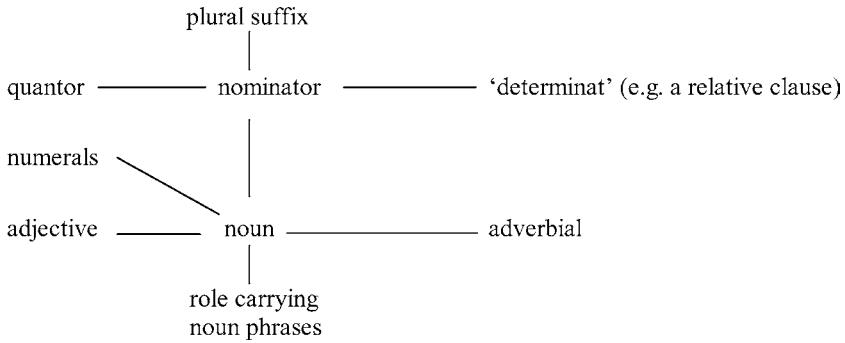 plural suffix
quantor nominator ‘determinat’ (e.g. a relative clause)
numerals
adjective noun adverbial
role carrying
noun phrases